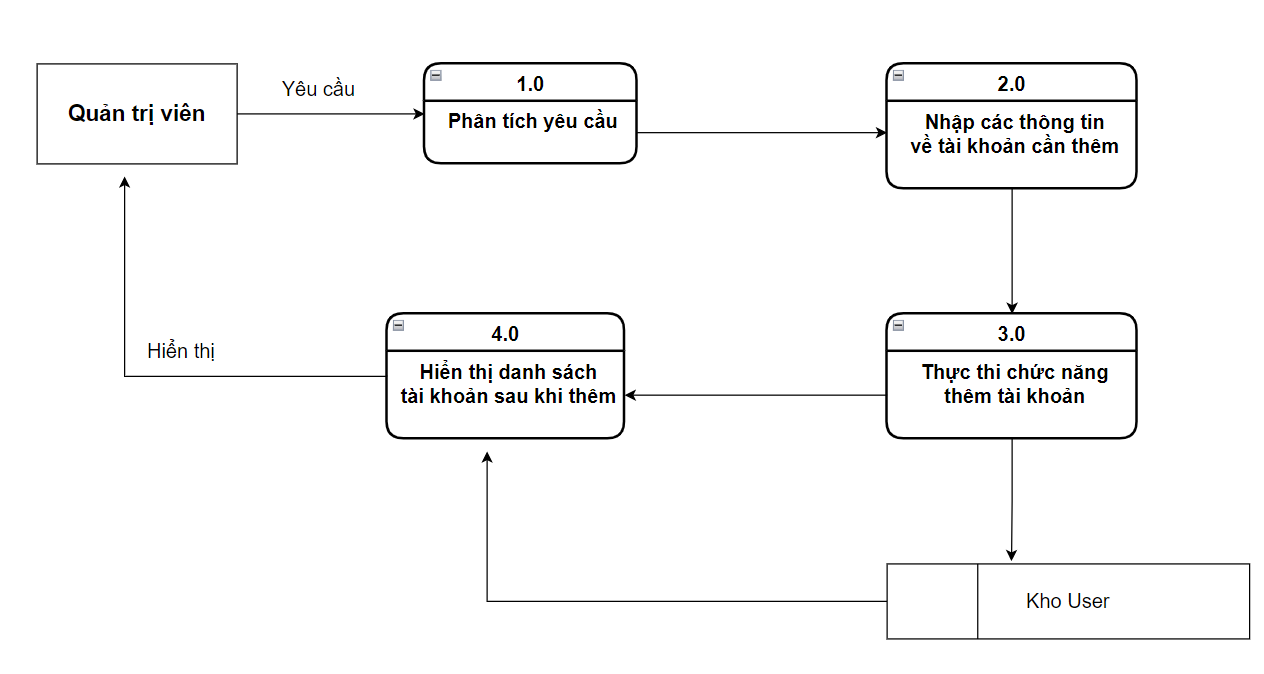 Quản trị viên
Yêu cầu
1.0
Phân tích yêu cầu
2.0
Nhập các thông tin
về tài khoản cần thêm
3.0
Thực thi chức năng
thêm tài khoản
4.0
Hiển thị danh sách
tài khoản sau khi thêm
Hiển thị
Kho User